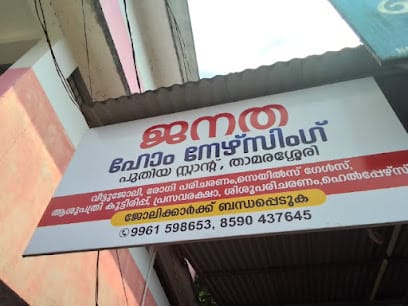 ജനത
ഹോം നേഴ്സിംഗ്
പുതിയ സ്റ്റാന്റ്, താമരശ്ശേരി
വീട്ടുജോലി, രോഗി പരിചരണം,സെയിൽസ് ഗേൾസ്,
ആശുപത്രി കൂട്ടിരിപ്പ്, പ്രസവരക്ഷാ, ശിശുപരിചരണം,ഹെൽപ്പേഴ്സ്
ജോലിക്കാർക്ക് ബന്ധപ്പെടുക
9961 598653, 8590 437645